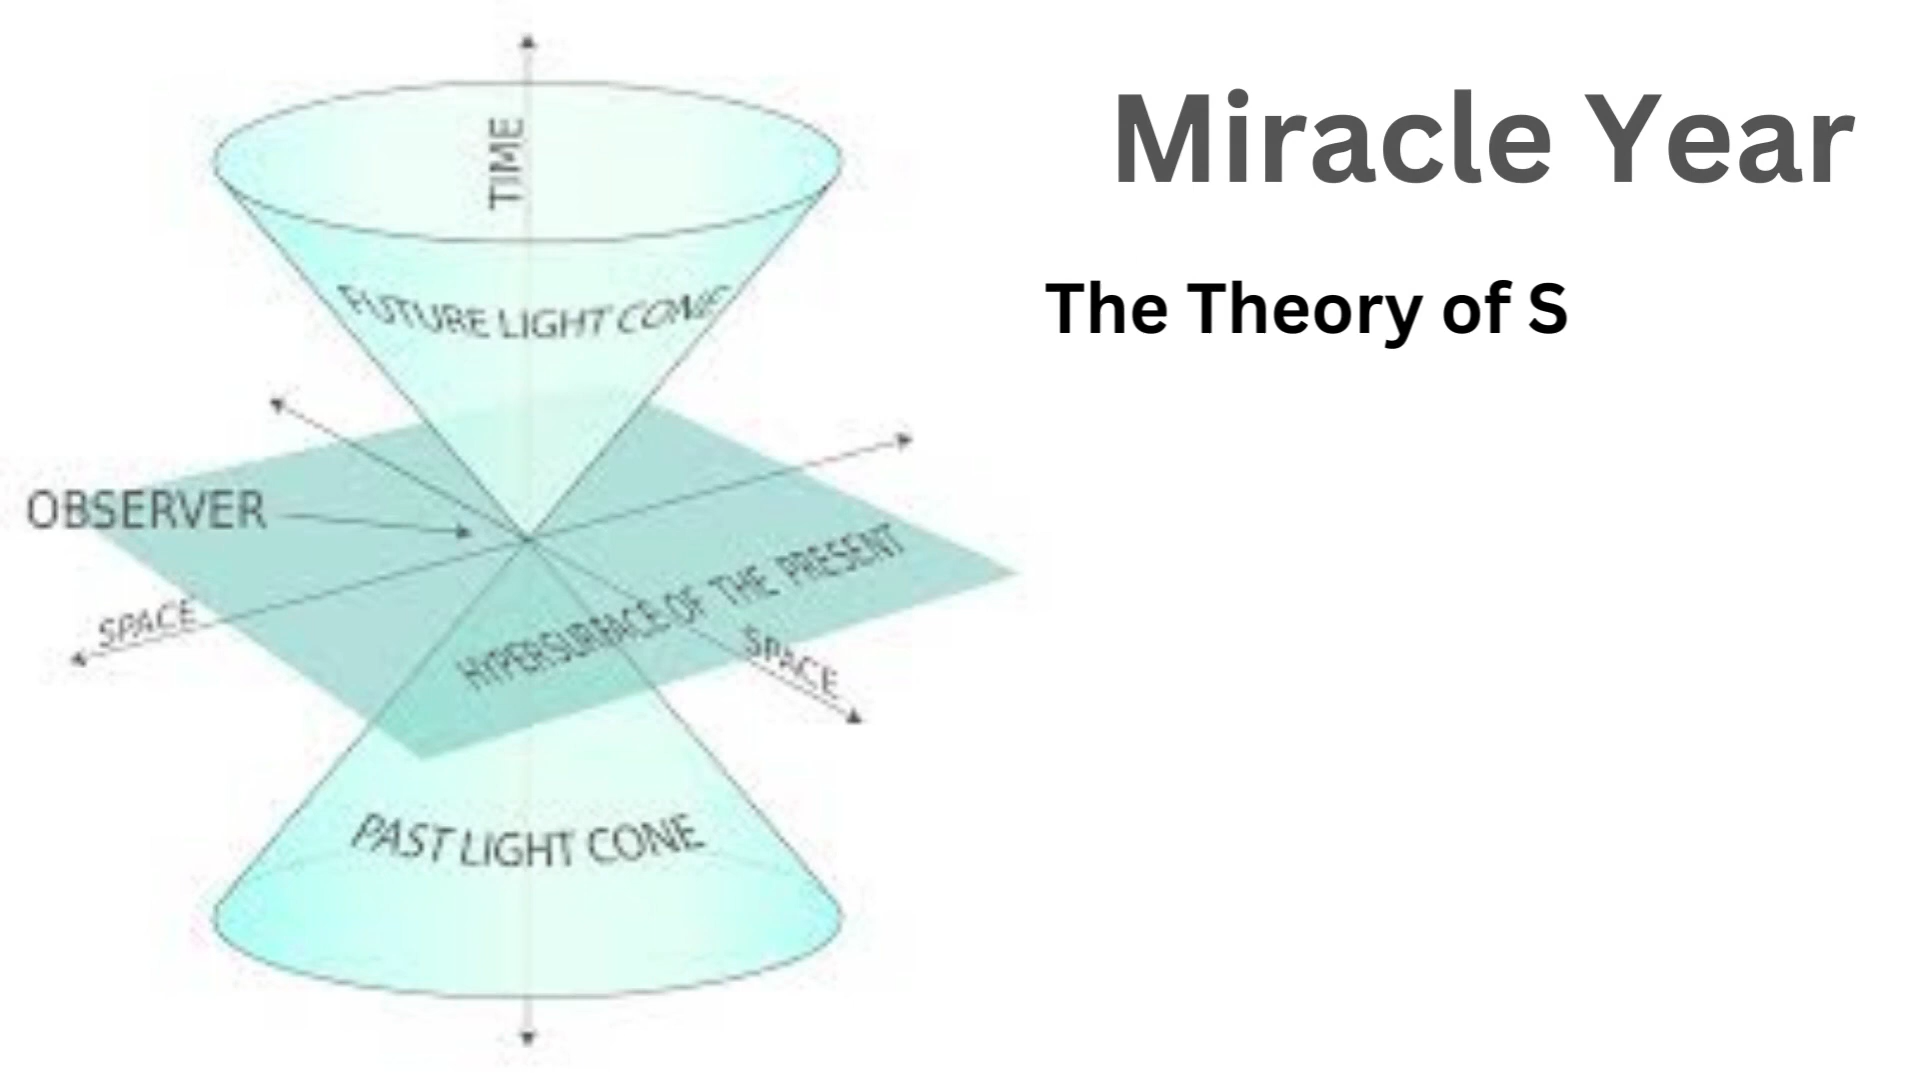 Miracle Year
The Theory of S
TIME
FUTURE LIGHT CONE
OBSERVER
SPACE
HYPERSURFACE OF THE PRESENT
SPACE
PAST LIGHT CONE